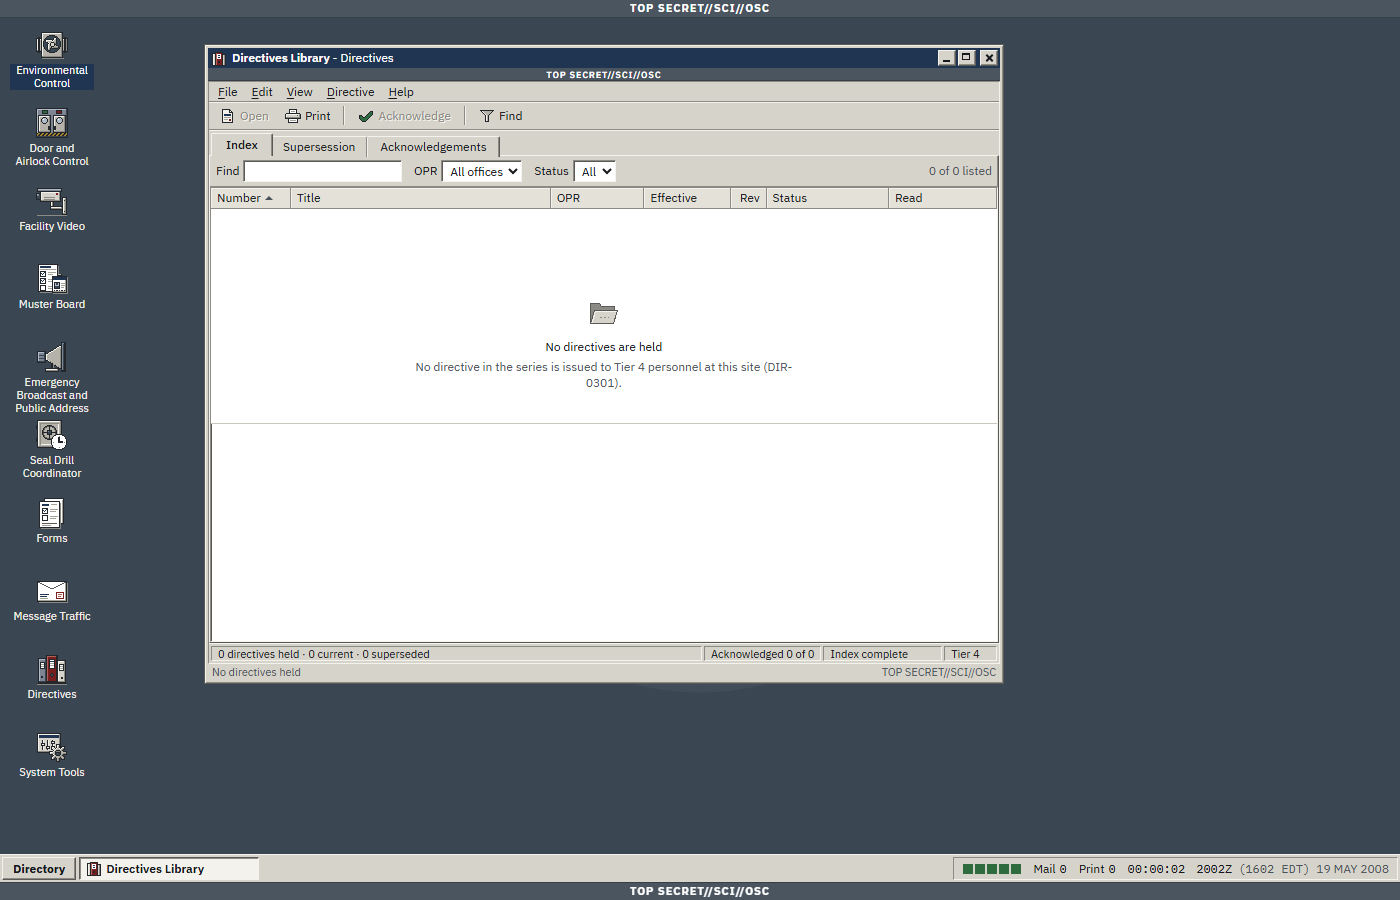 TOP SECRET//SCI//OSC
Environmental
Control
Door and
Airlock Control
Facility Video
Muster Board
Emergency
Broadcast and
Public Address
Seal Drill
Coordinator
Forms
Message Traffic
Directives
System Tools
Directives Library - Directives
TOP SECRET//SCI//OSC
File Edit View Directive Help
Open Print Acknowledge Find
Index Supersession Acknowledgements
Find OPR All offices Status All 0 of 0 listed
Number Title OPR Effective Rev Status Read
No directives are held
No directive in the series is issued to Tier 4 personnel at this site (DIR-
0301).
0 directives held · 0 current · 0 superseded Acknowledged 0 of 0 Index complete Tier 4
No directives held TOP SECRET//SCI//OSC
Directory Directives Library Mail 0 Print 0 00:00:02 2002Z (1602 EDT) 19 MAY 2008
TOP SECRET//SCI//OSC